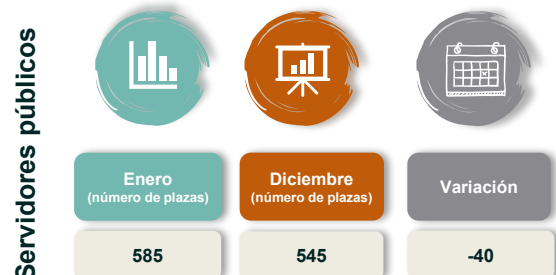 Servidores públicos
Enero
(número de plazas)
Diciembre
(número de plazas)
Variación
585
545
-40